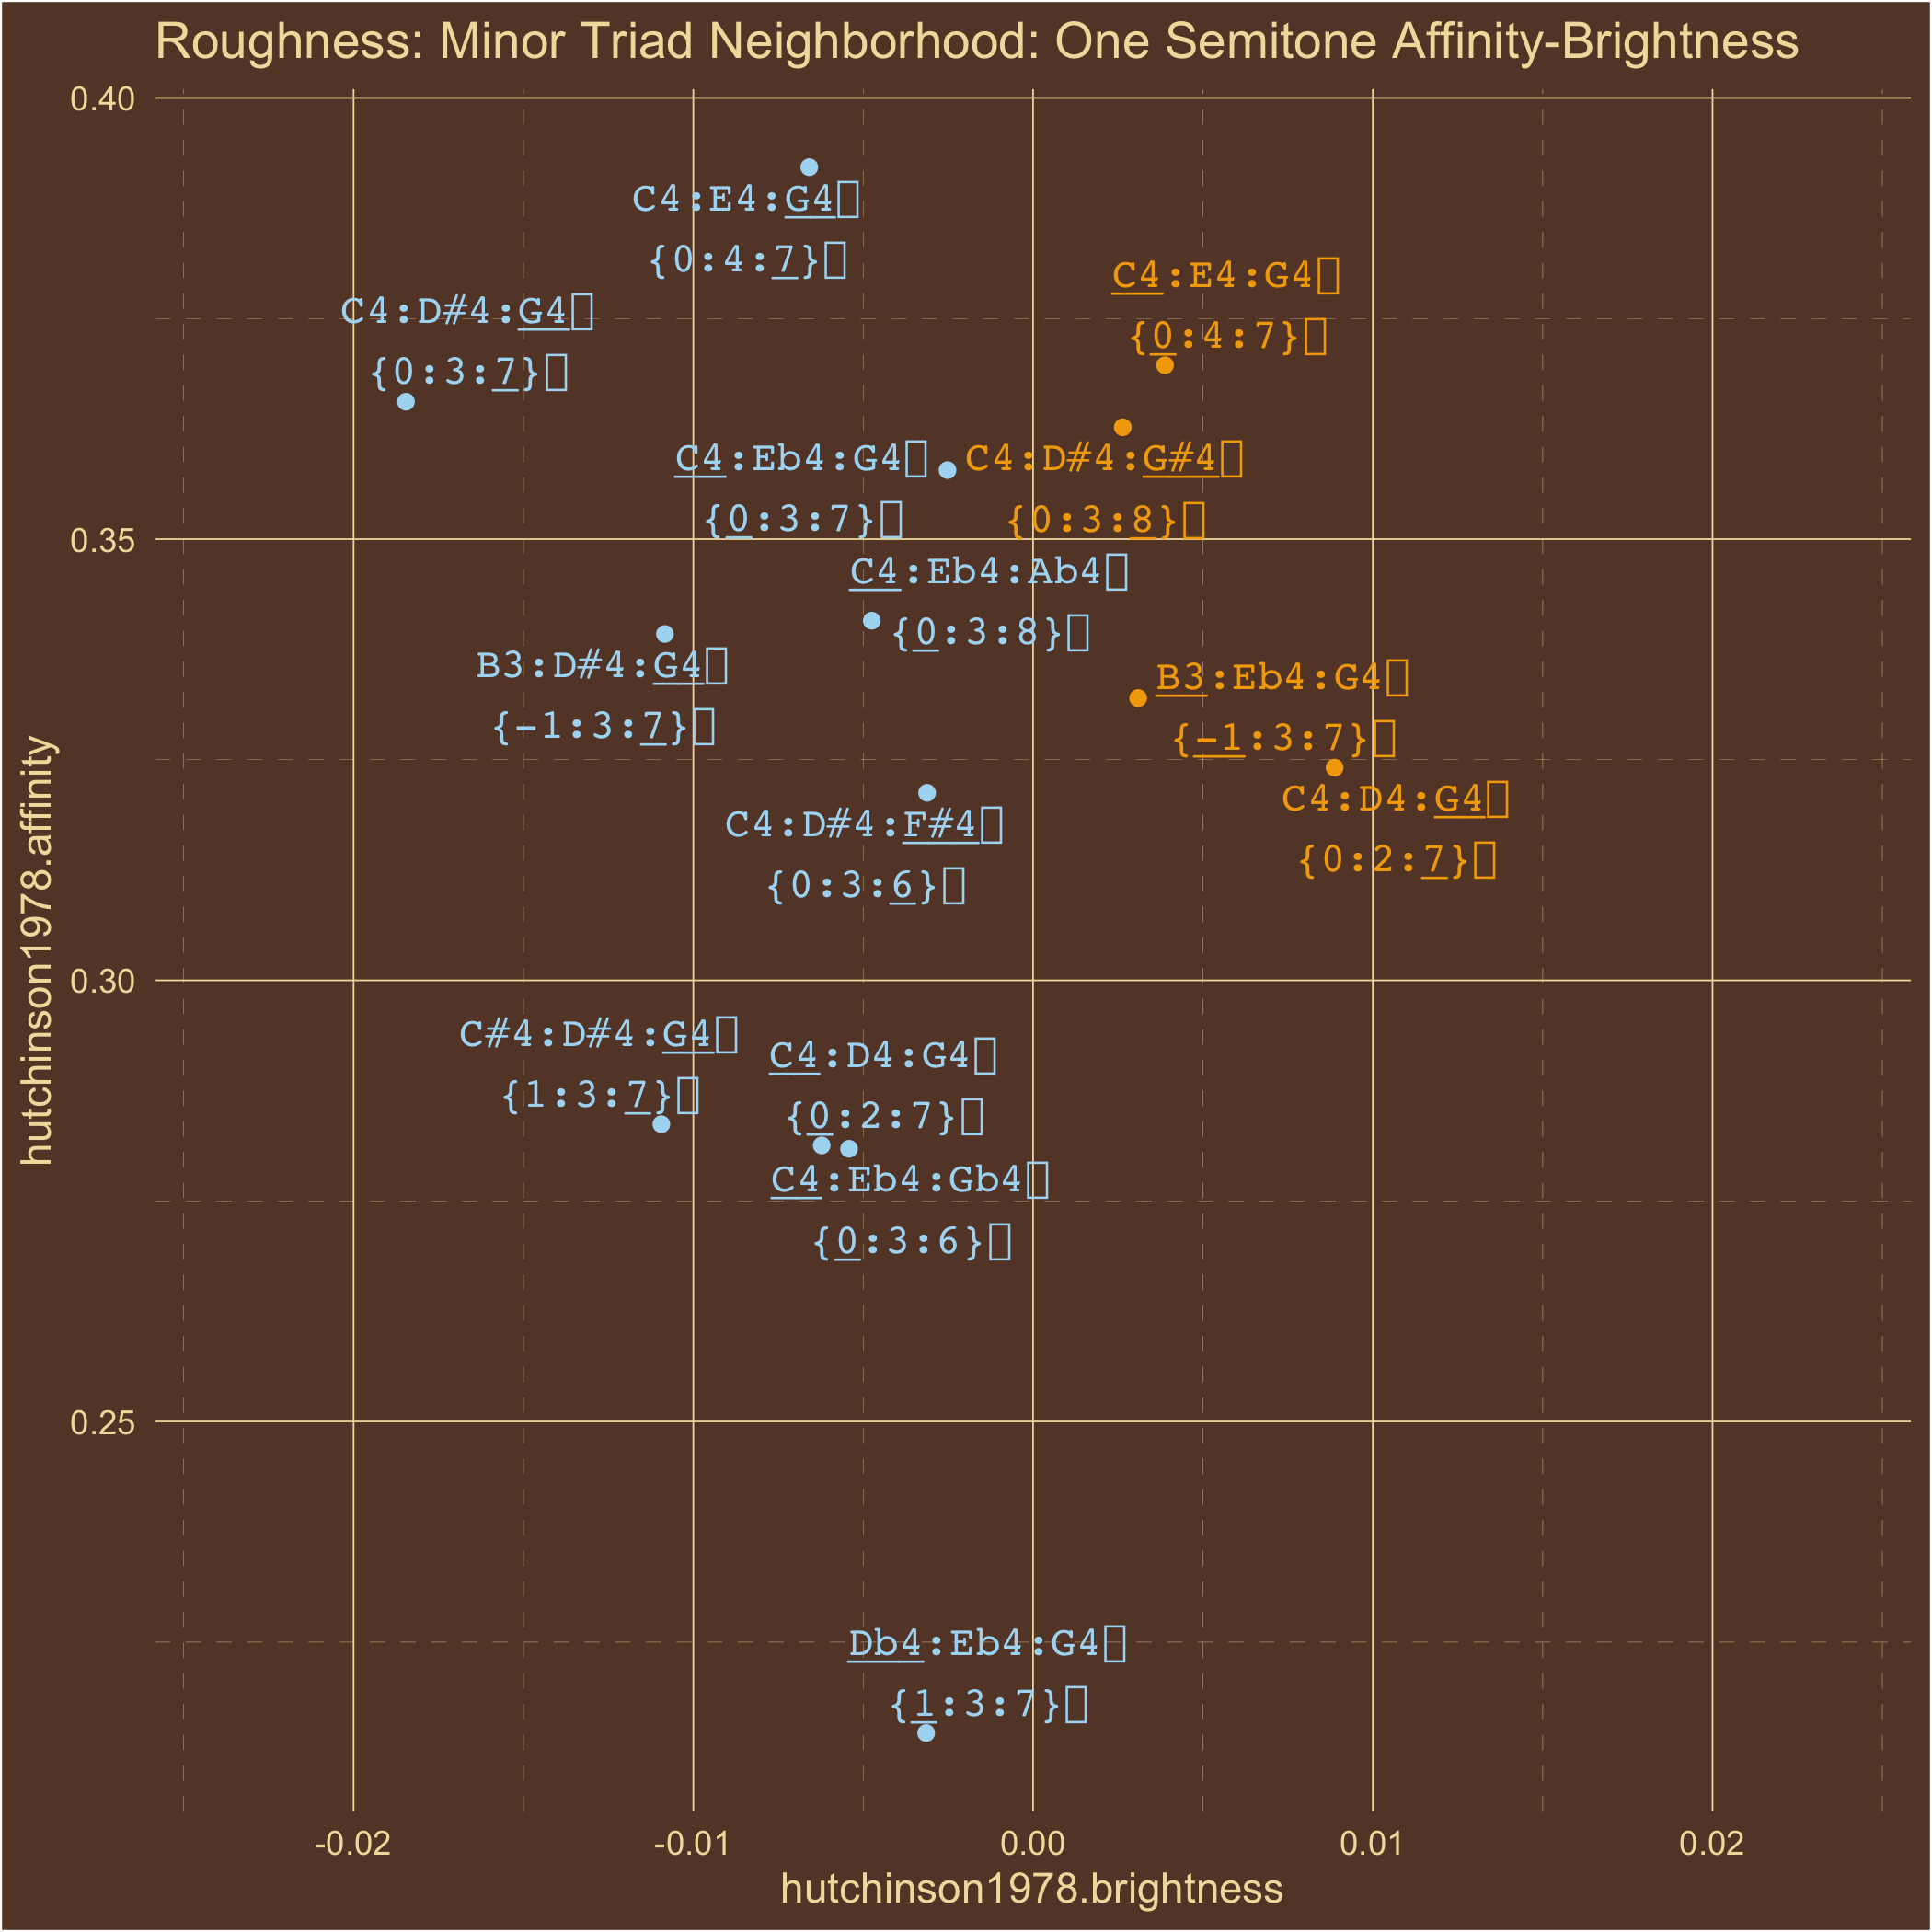 Roughness: Minor Triad Neighborhood: One Semitone Affinity-Brightness
0.40
C4:E4:G4
{0:4:7}
C4:E4:G4
{0:4:7}
C4:D#4:G4
{0:3:7}
C4:Eb4:G4
{0:3:7}
C4:D#4:G#4
{0:3:8}
0.35
C4:Eb4:Ab4
{0:3:8}
B3:D#4:G4
{-1:3:7}
B3:Eb4:G4
{-1:3:7}
C4:D4:G4
{0:2:7}
C4:D#4:F#4
{0:3:6}
hutchinson1978.affinity
0.30
C#4:D#4:G4
{1:3:7}
C4:D4:G4
{0:2:7}
C4:Eb4:Gb4
{0:3:6}
0.25
Db4:Eb4:G4
{1:3:7}
-0.02 -0.01 0.00 0.01 0.02
hutchinson1978.brightness